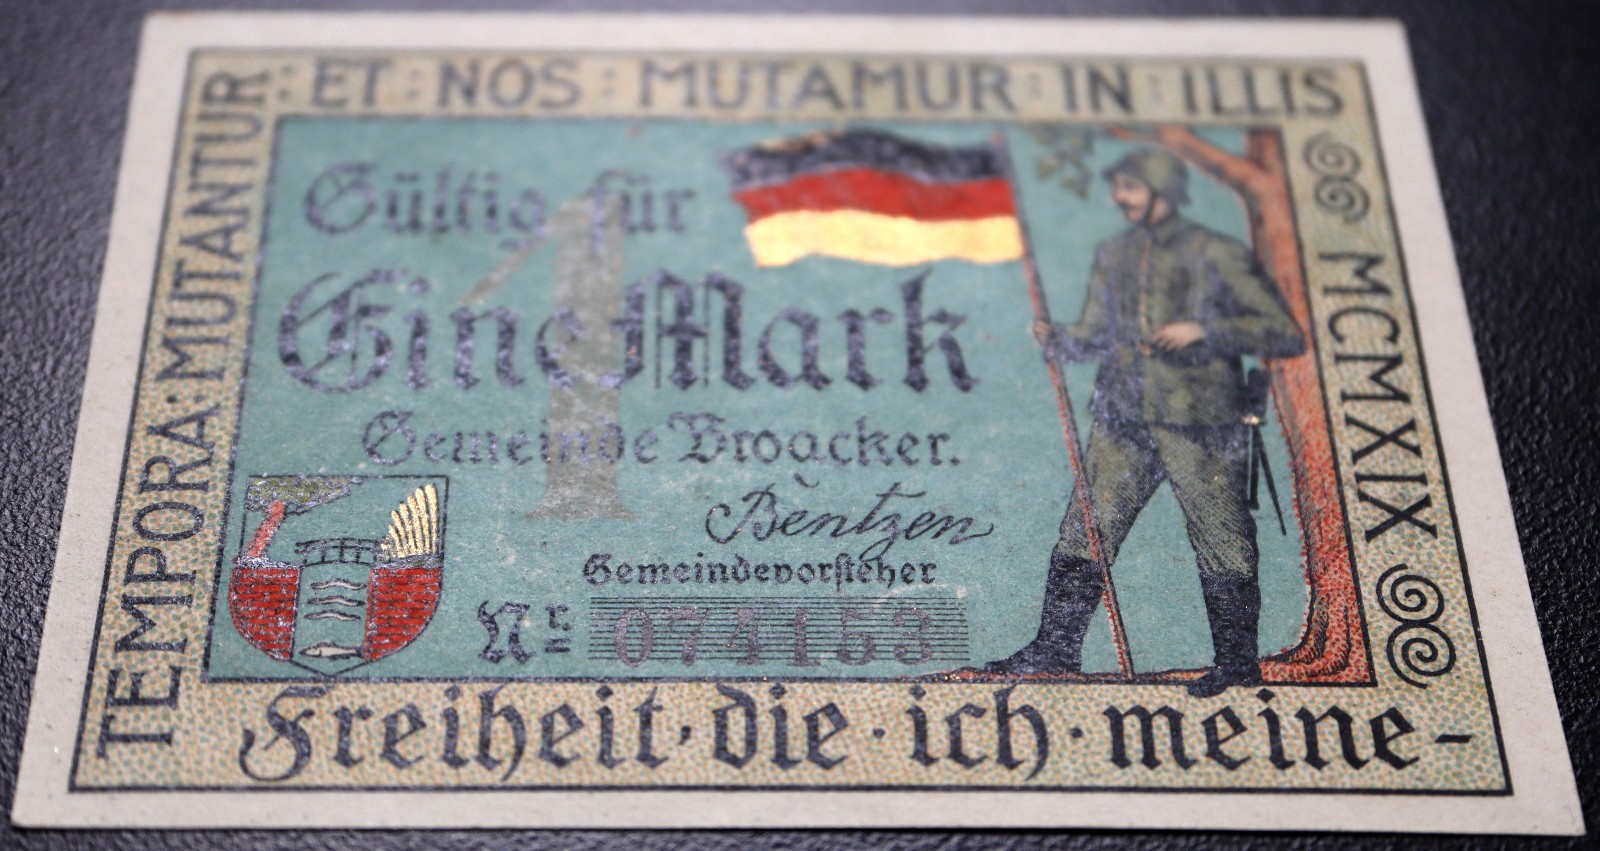 TEMPORA : MUTANTUR : ET : NOS : MUTAMUR : IN : ILLIS
MCMXIX
Gültig für
1
Eine Mark
Gemeinde Broacker.
Bentzen
Gemeindevorsteher
Nr. 074153
Freiheit · die · ich · meine -